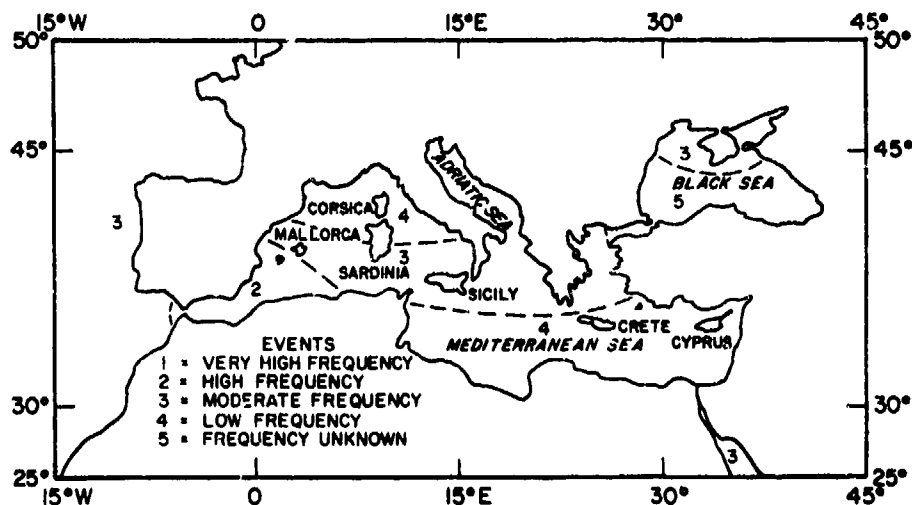 15°W 0 15°E 30° 45°
50° 50°
45° 45°
3 BLACK SEA
5
ADRIATIC SEA
CORSICA 4
3 MALLORCA
3
SARDINIA
2 SICILY
4 CRETE
MEDITERRANEAN SEA CYPRUS
EVENTS
1 = VERY HIGH FREQUENCY
2 = HIGH FREQUENCY
3 = MODERATE FREQUENCY
4 = LOW FREQUENCY
5 = FREQUENCY UNKNOWN
30° 30°
3
25° 25°
15°W 0 15°E 30° 45°